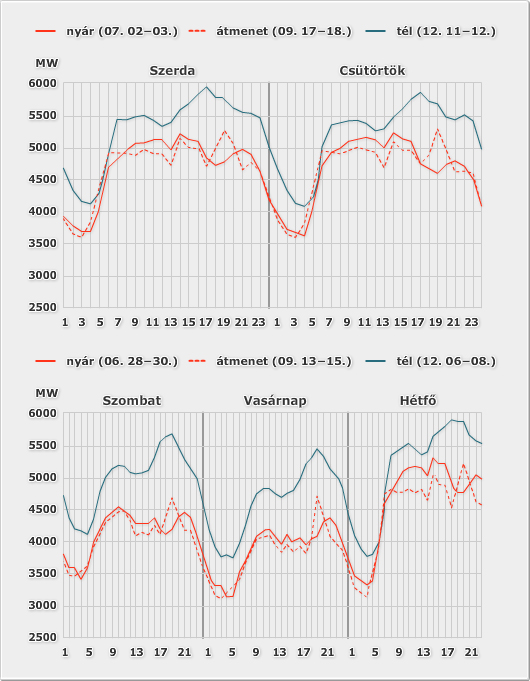 nyár (07. 02−03.) átmenet (09. 17−18.) tél (12. 11−12.)
MW
Szerda Csütörtök
6000
5500
5000
4500
4000
3500
3000
2500
1 3 5 7 9 11 13 15 17 19 21 23 1 3 5 7 9 11 13 15 17 19 21 23
nyár (06. 28−30.) átmenet (09. 13−15.) tél (12. 06−08.)
MW
Szombat Vasárnap Hétfő
6000
5500
5000
4500
4000
3500
3000
2500
1 5 9 13 17 21 1 5 9 13 17 21 1 5 9 13 17 21